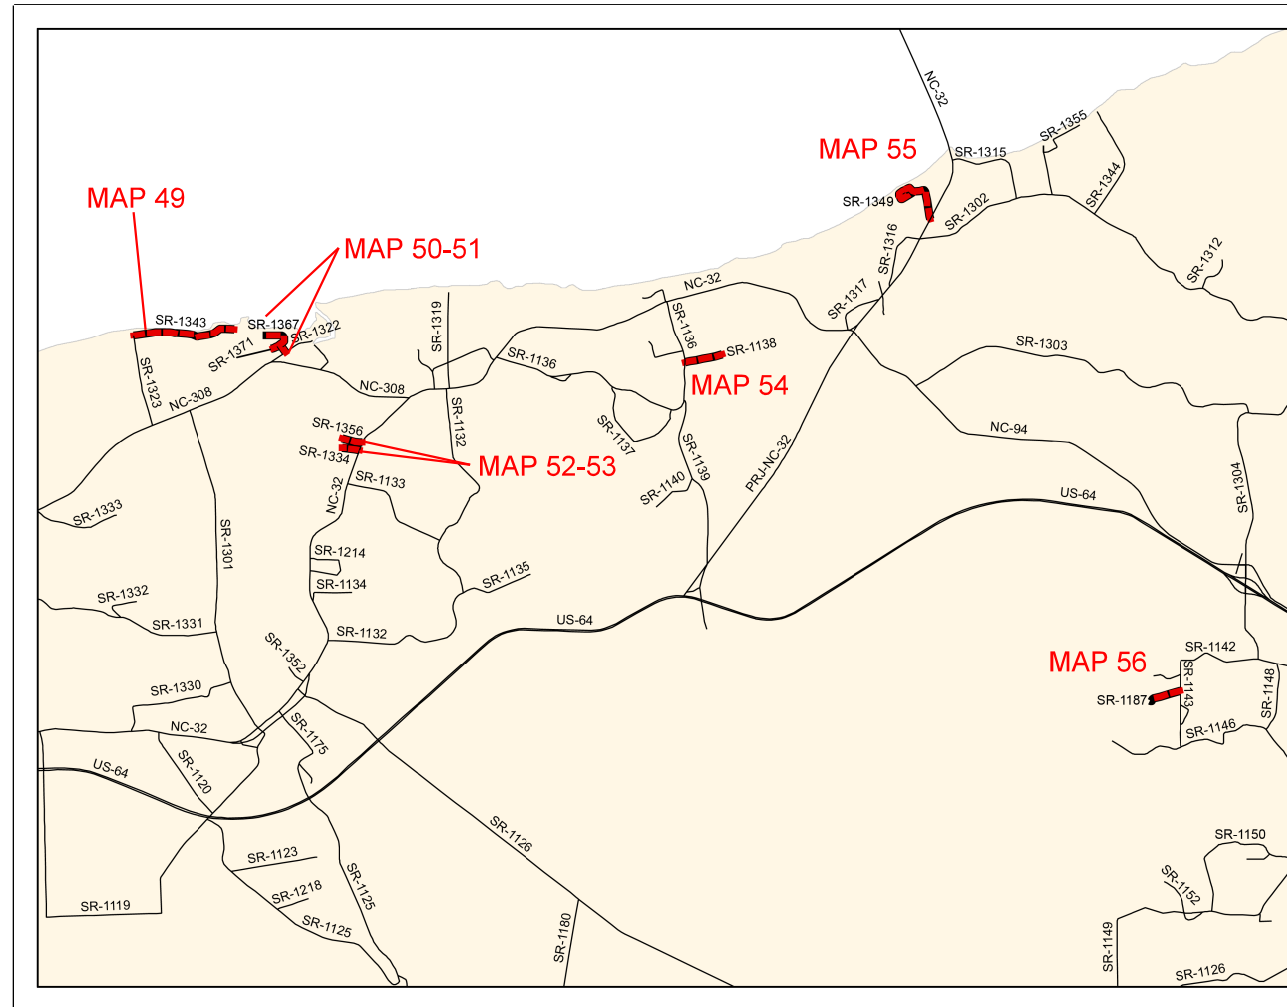 NC-32
SR-1355
MAP 55
SR-1315
SR-1344
MAP 49
SR-1349
SR-1302
MAP 50-51
SR-1316
SR-1312
NC-32
SR-1317
SR-1343
SR-1367
SR-1322
SR-1319
SR-1136
SR-1371
SR-1136
SR-1138
SR-1303
MAP 54
SR-1323
NC-308
NC-308
SR-1132
SR-1356
SR-1137
NC-94
SR-1334
MAP 52-53
SR-1139
PRJ-NC-32
SR-1304
SR-1133
SR-1140
US-64
NC-32
SR-1333
SR-1301
SR-1214
SR-1135
SR-1134
SR-1332
SR-1331
US-64
SR-1132
SR-1352
SR-1142
MAP 56
SR-1143
SR-1148
SR-1330
SR-1187
NC-32
SR-1175
SR-1146
US-64
SR-1120
SR-1126
SR-1150
SR-1123
SR-1125
SR-1218
SR-1152
SR-1119
SR-1125
SR-1180
SR-1149
SR-1126